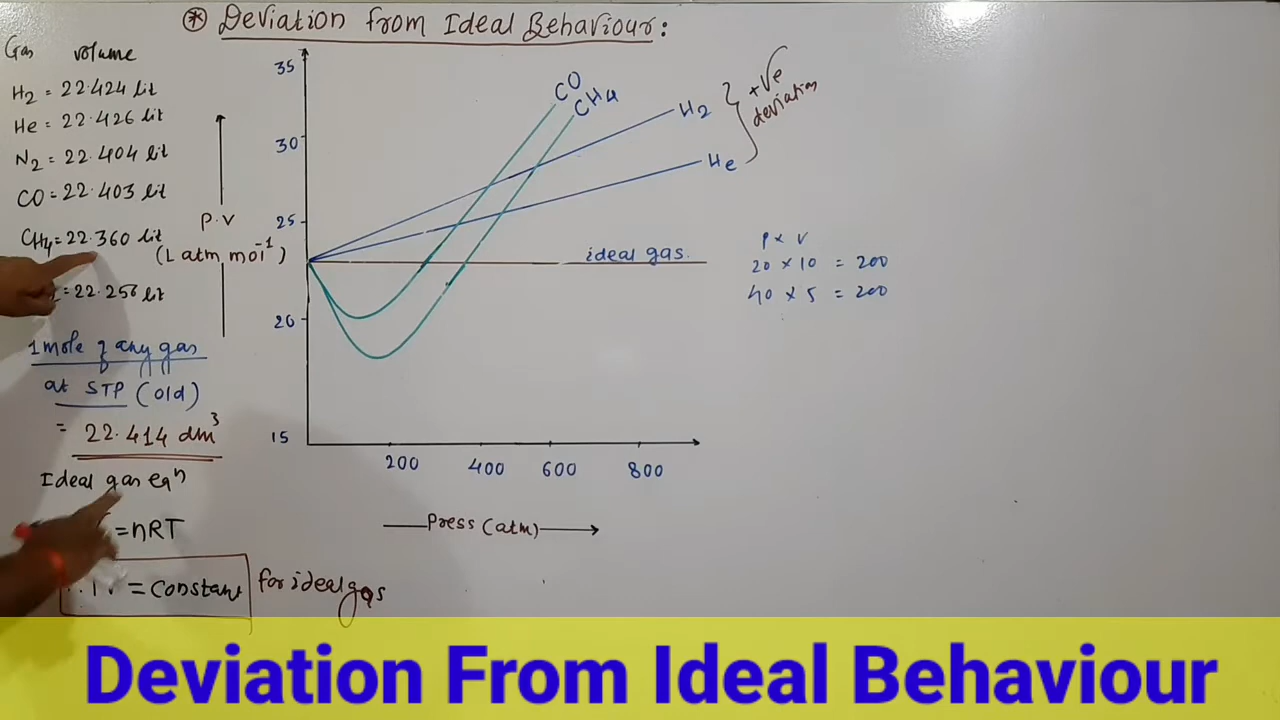 * Deviation from Ideal Behaviour:
Gas volume
H2 = 22.424 lit
He = 22.426 lit
N2 = 22.404 lit
CO = 22.403 lit
CH4 = 22.360 lit
= 22.256 lit
1 mole of any gas
at STP (old)
= 22.414 dm³
Ideal gas eqⁿ
= nRT
= Constant for ideal gas
P.V
(L atm mol⁻¹)
35
30
25
20
15
CO
CH4
H2
He
+ve
deviation
ideal gas.
P × V
20 × 10 = 200
40 × 5 = 200
200 400 600 800
Press (atm)
Deviation From Ideal Behaviour